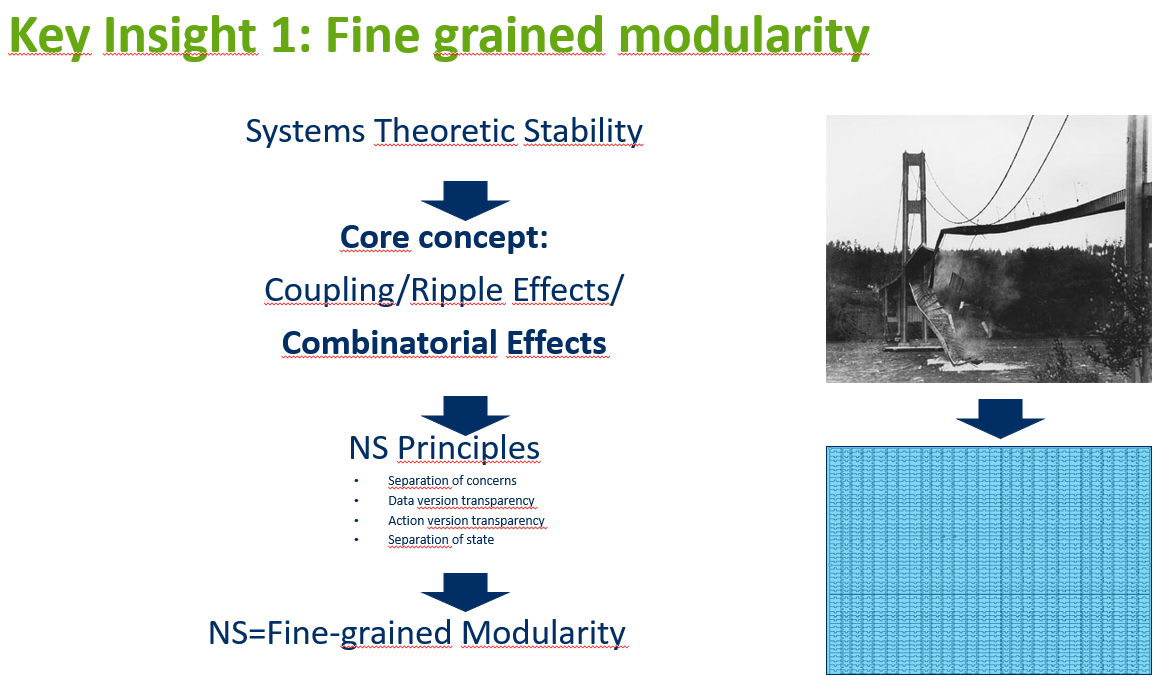 Key Insight 1: Fine grained modularity
Systems Theoretic Stability
Core concept:
Coupling/Ripple Effects/
Combinatorial Effects
NS Principles
• Separation of concerns
• Data version transparency
• Action version transparency
• Separation of state
NS=Fine-grained Modularity